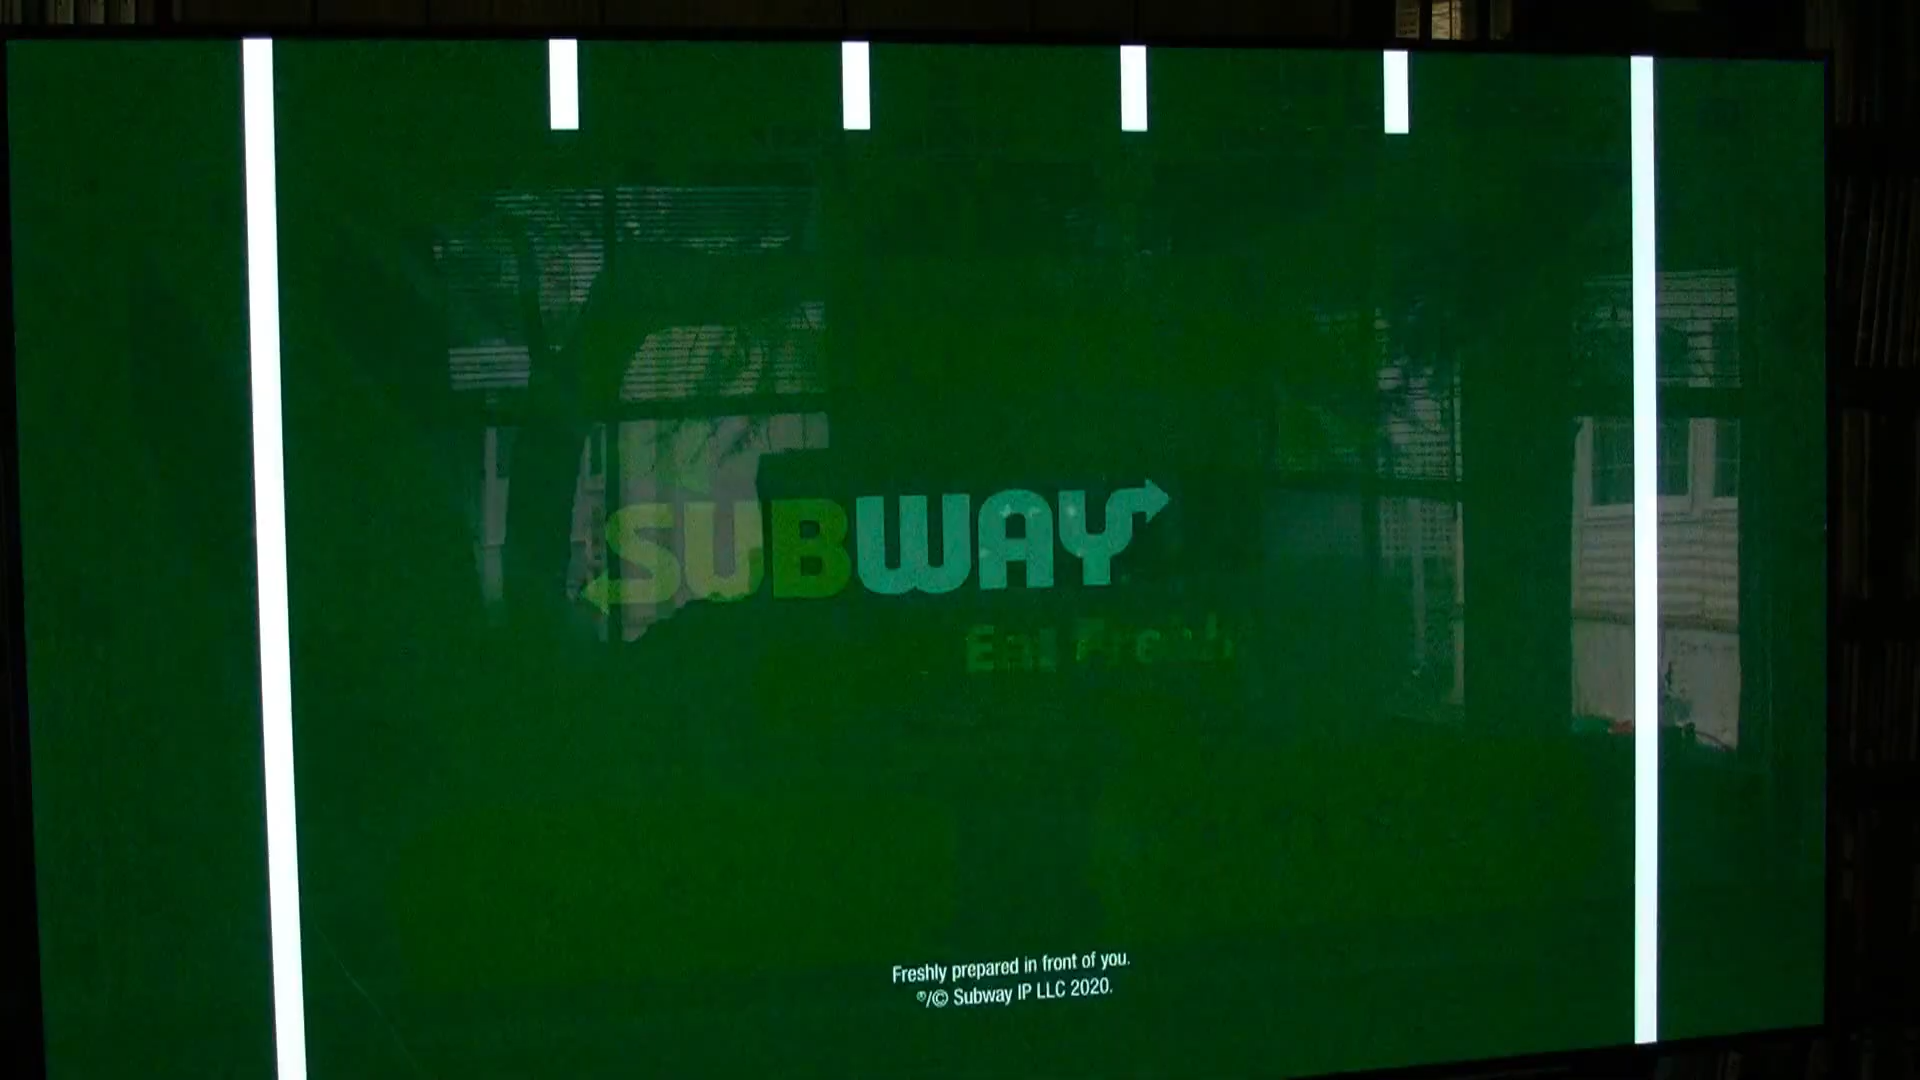 SUBWAY
Eat Fresh
Freshly prepared in front of you.
®/© Subway IP LLC 2020.